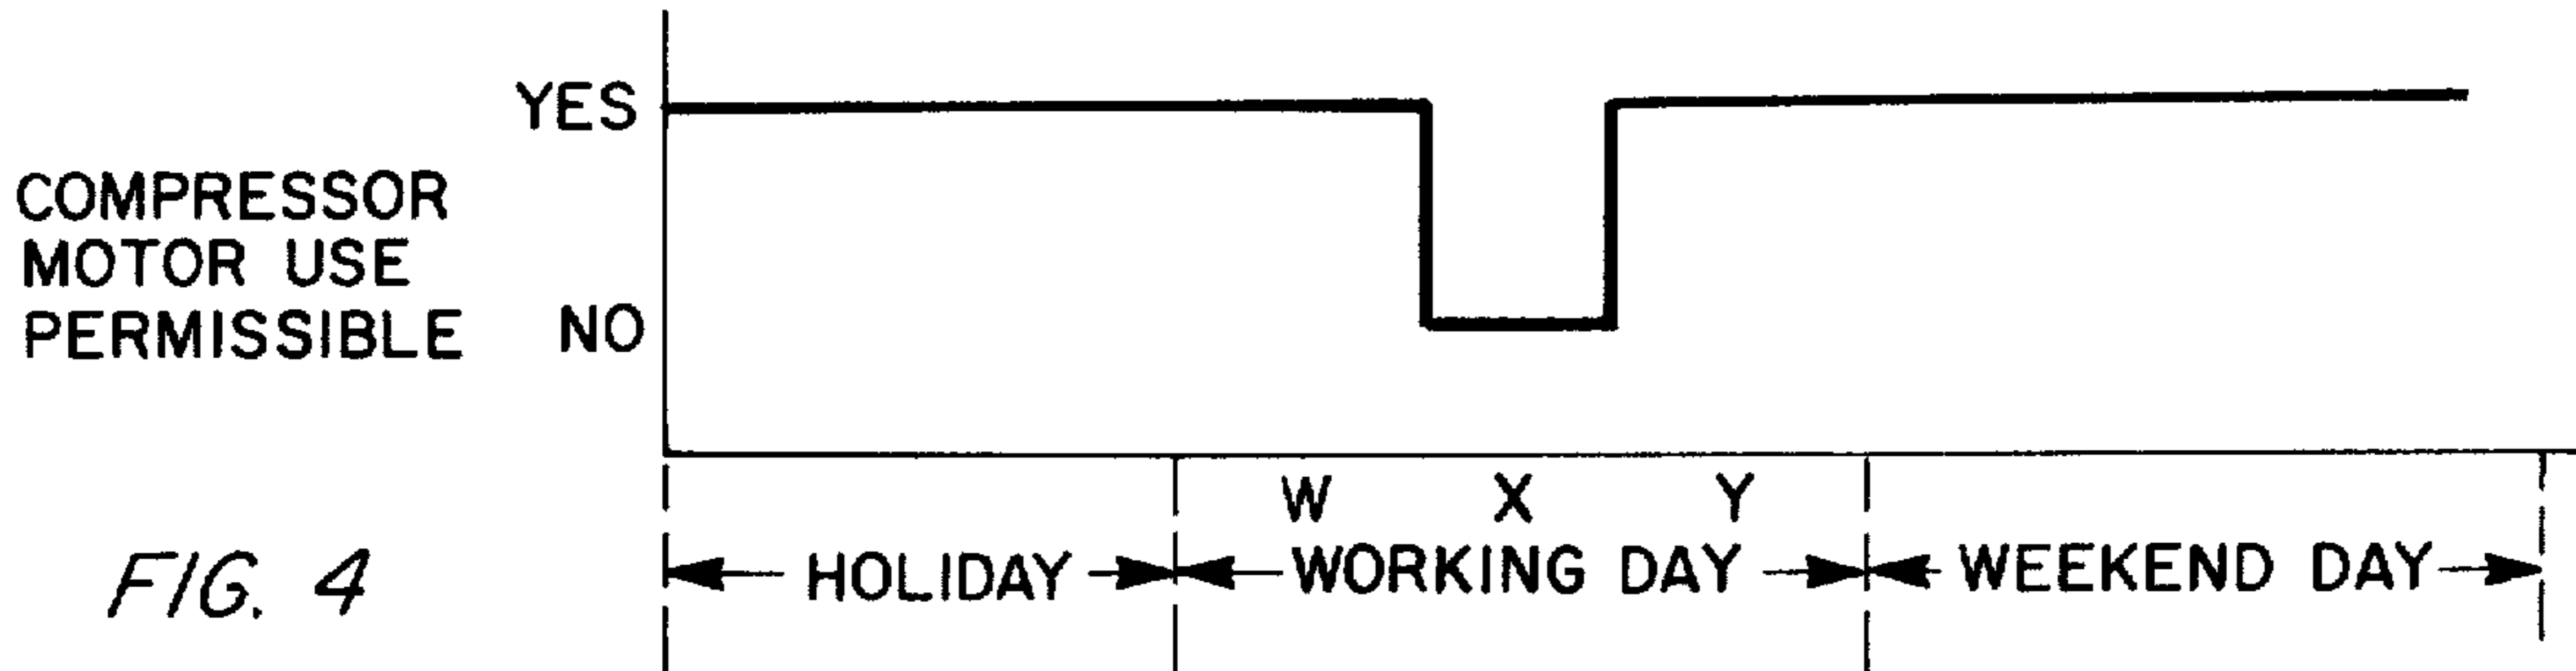 YES
COMPRESSOR
MOTOR USE
PERMISSIBLE NO
W X Y
HOLIDAY WORKING DAY WEEKEND DAY
FIG. 4